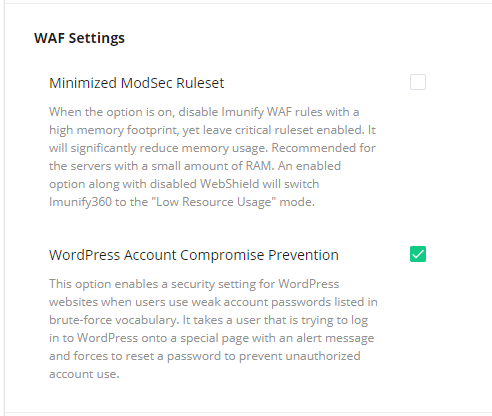 WAF Settings
Minimized ModSec Ruleset
When the option is on, disable Imunify WAF rules with a
high memory footprint, yet leave critical ruleset enabled. It
will significantly reduce memory usage. Recommended for
the servers with a small amount of RAM. An enabled
option along with disabled WebShield will switch
Imunify360 to the "Low Resource Usage" mode.
WordPress Account Compromise Prevention
This option enables a security setting for WordPress
websites when users use weak account passwords listed in
brute-force vocabulary. It takes a user that is trying to log
in to WordPress onto a special page with an alert message
and forces to reset a password to prevent unauthorized
account use.